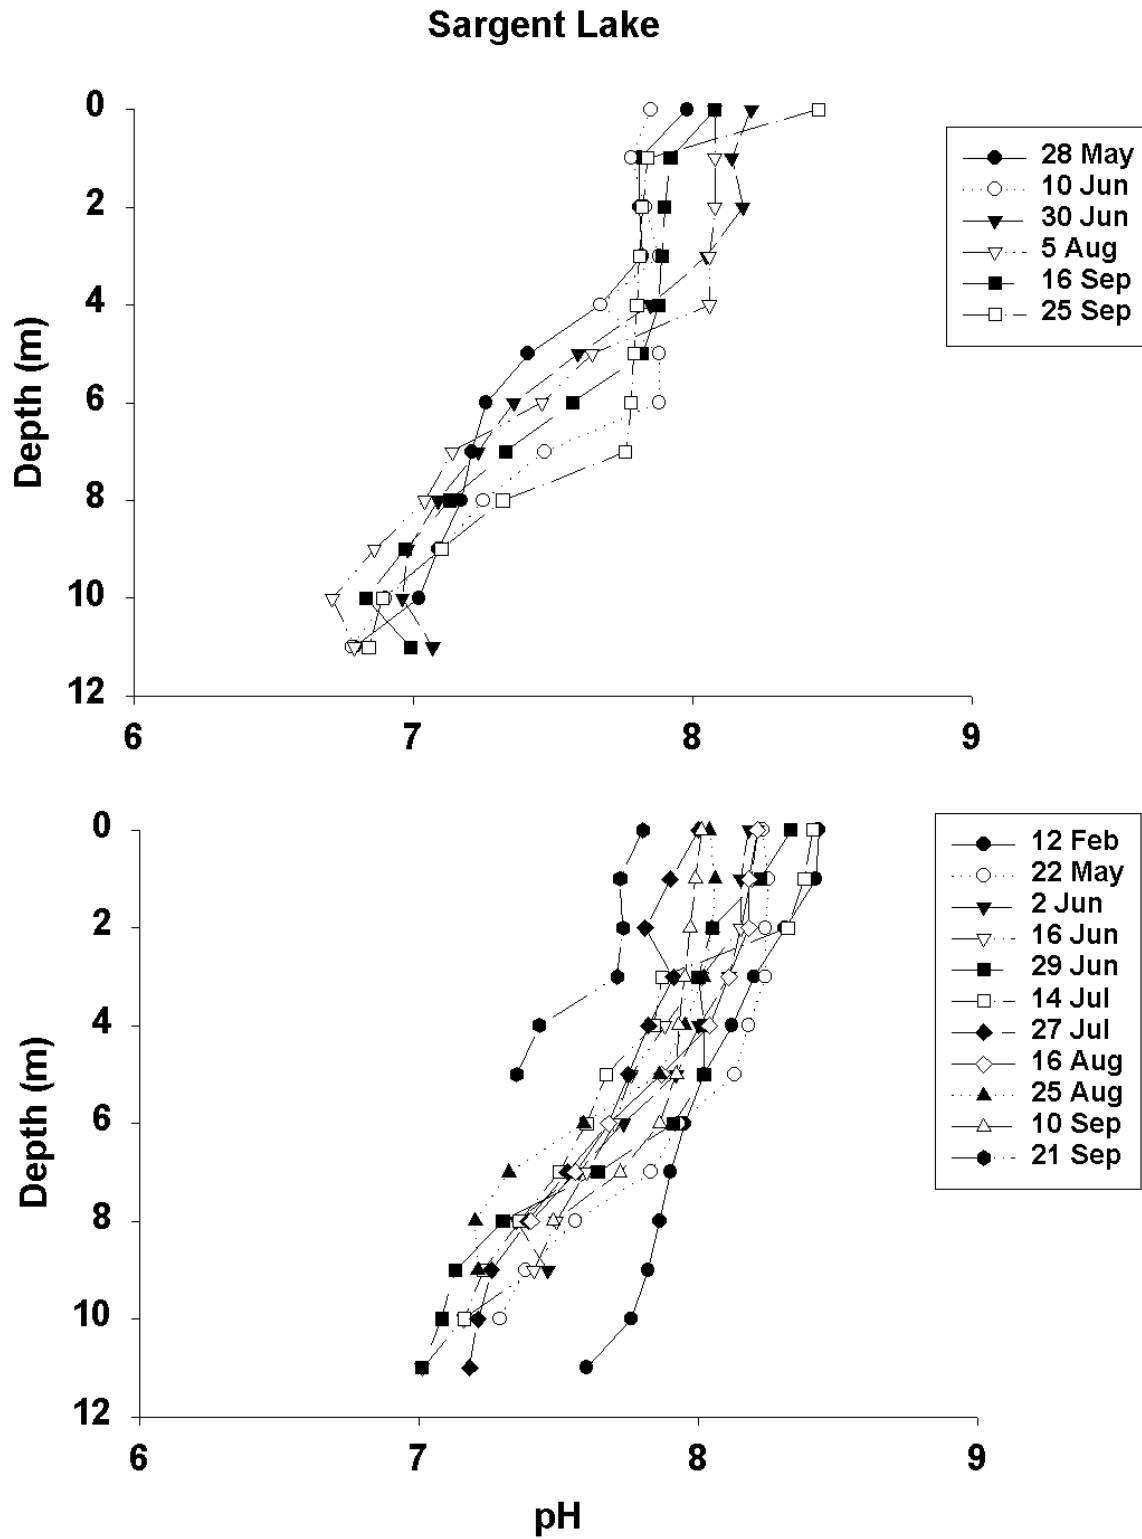 Sargent Lake
0
2
4
6
8
10
12
Depth (m)
6 7 8 9
28 May
10 Jun
30 Jun
5 Aug
16 Sep
25 Sep
0
2
4
6
8
10
12
Depth (m)
6 7 8 9
pH
12 Feb
22 May
2 Jun
16 Jun
29 Jun
14 Jul
27 Jul
16 Aug
25 Aug
10 Sep
21 Sep